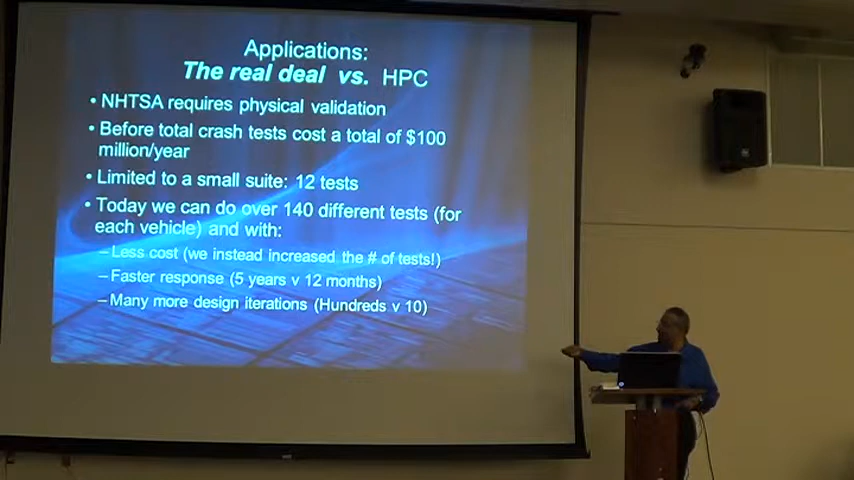 Applications:
The real deal vs. HPC
• NHTSA requires physical validation
• Before total crash tests cost a total of $100
million/year
• Limited to a small suite: 12 tests
• Today we can do over 140 different tests (for
each vehicle) and with:
–Less cost (we instead increased the # of tests!)
–Faster response (5 years v 12 months)
–Many more design iterations (Hundreds v 10)